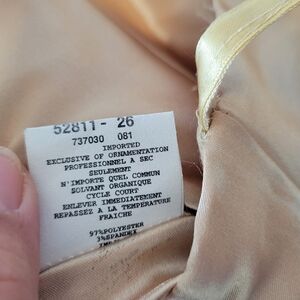 52811 - 26
737030 081
IMPORTED
EXCLUSIVE OF ORNAMENTATION
PROFESSIONNEL A SEC
SEULEMENT
N'IMPORTE QUEL COMMUN
SOLVANT ORGANIQUE
CYCLE COURT
ENLEVER IMMEDIATEMENT
REPASSEZ A LA TEMPERATURE
FRAICHE
97%POLYESTER
3%SPANDEX